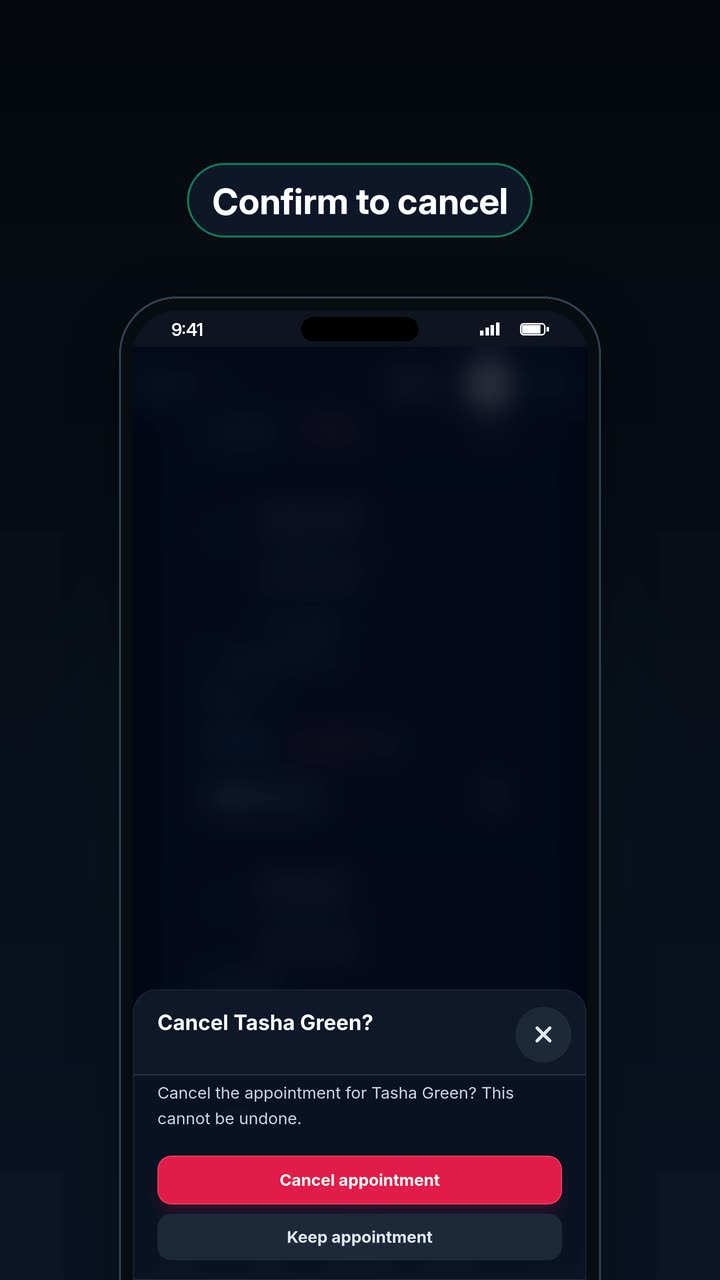 Confirm to cancel
9:41
Cancel Tasha Green?
Cancel the appointment for Tasha Green? This
cannot be undone.
Cancel appointment
Keep appointment